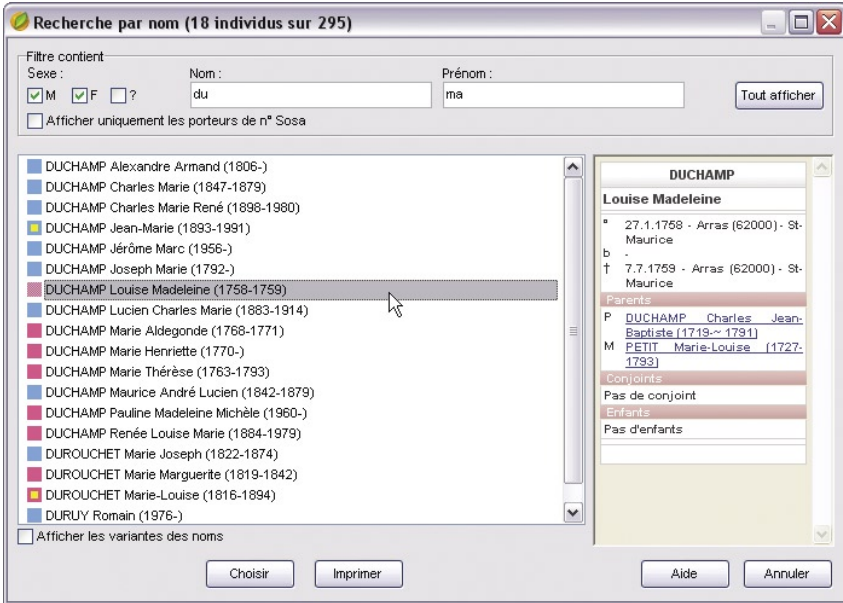 Recherche par nom (18 individus sur 295)
Filtre contient
Sexe :
Nom :
Prénom :
M
F
?
du
ma
Tout afficher
Afficher uniquement les porteurs de n° Sosa
DUCHAMP Alexandre Armand (1806-)
DUCHAMP Charles Marie (1847-1879)
DUCHAMP Charles Marie René (1898-1980)
DUCHAMP Jean-Marie (1893-1991)
DUCHAMP Jérôme Marc (1956-)
DUCHAMP Joseph Marie (1792-)
DUCHAMP Louise Madeleine (1758-1759)
DUCHAMP Lucien Charles Marie (1883-1914)
DUCHAMP Marie Aldegonde (1768-1771)
DUCHAMP Marie Henriette (1770-)
DUCHAMP Marie Thérèse (1763-1793)
DUCHAMP Maurice André Lucien (1842-1879)
DUCHAMP Pauline Madeleine Michèle (1960-)
DUCHAMP Renée Louise Marie (1884-1979)
DUROUCHET Marie Joseph (1822-1874)
DUROUCHET Marie Marguerite (1819-1842)
DUROUCHET Marie-Louise (1816-1894)
DURUY Romain (1976-)
DUCHAMP
Louise Madeleine
° 27.1.1758 - Arras (62000) - St-
Maurice
b -
† 7.7.1759 - Arras (62000) - St-
Maurice
Parents
P DUCHAMP Charles Jean-
Baptiste (1719-~ 1791)
M PETIT Marie-Louise (1727-
1793)
Conjoints
Pas de conjoint
Enfants
Pas d'enfants
Afficher les variantes des noms
Choisir
Imprimer
Aide
Annuler